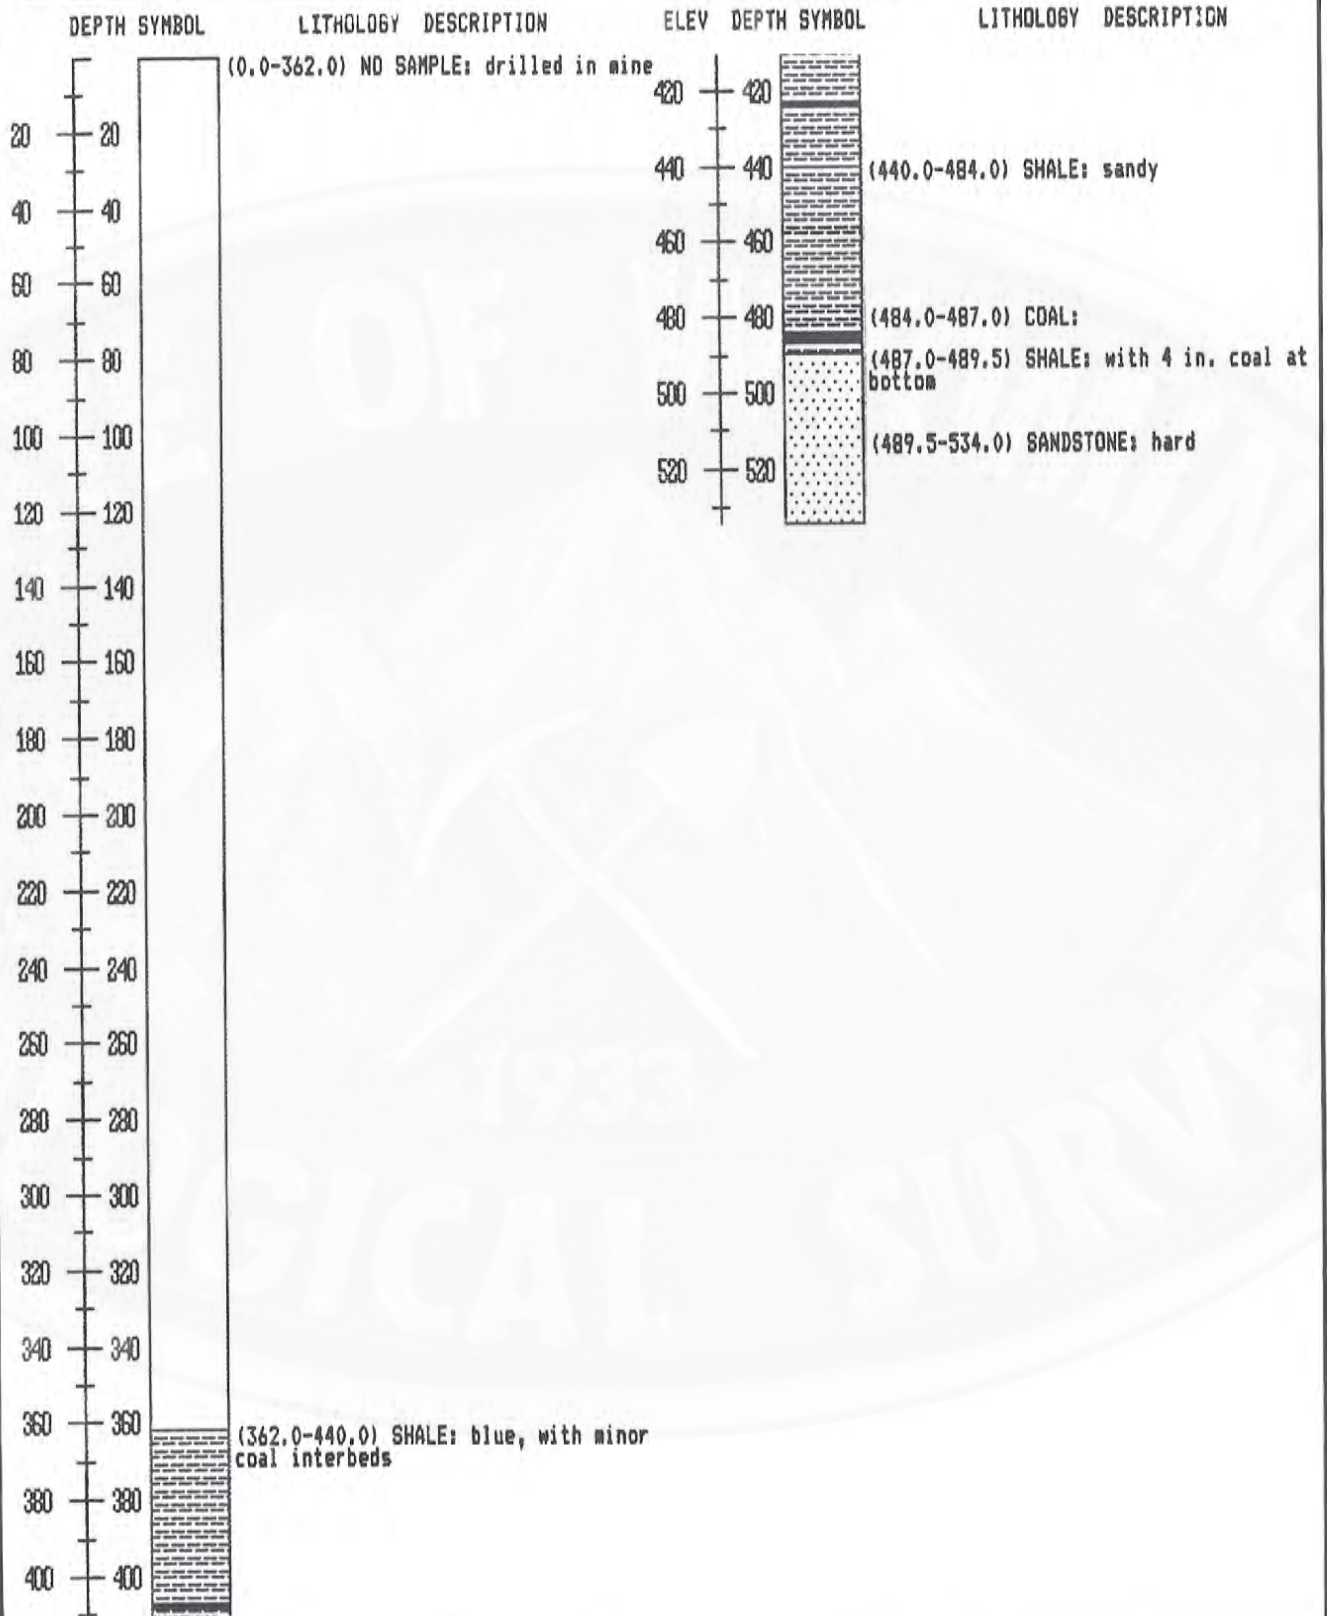 DEPTH SYMBOL LITHOLOGY DESCRIPTION
(0.0-362.0) NO SAMPLE: drilled in mine
20 20
40 40
60 60
80 80
100 100
120 120
140 140
160 160
180 180
200 200
220 220
240 240
260 260
280 280
300 300
320 320
340 340
360 360
(362.0-440.0) SHALE: blue, with minor
coal interbeds
380 380
400 400
ELEV DEPTH SYMBOL LITHOLOGY DESCRIPTION
420 420
440 440 (440.0-484.0) SHALE: sandy
460 460
480 480 (484.0-487.0) COAL:
(487.0-489.5) SHALE: with 4 in. coal at
bottom
500 500
(489.5-534.0) SANDSTONE: hard
520 520
OF
1933
GICAL SURVEY